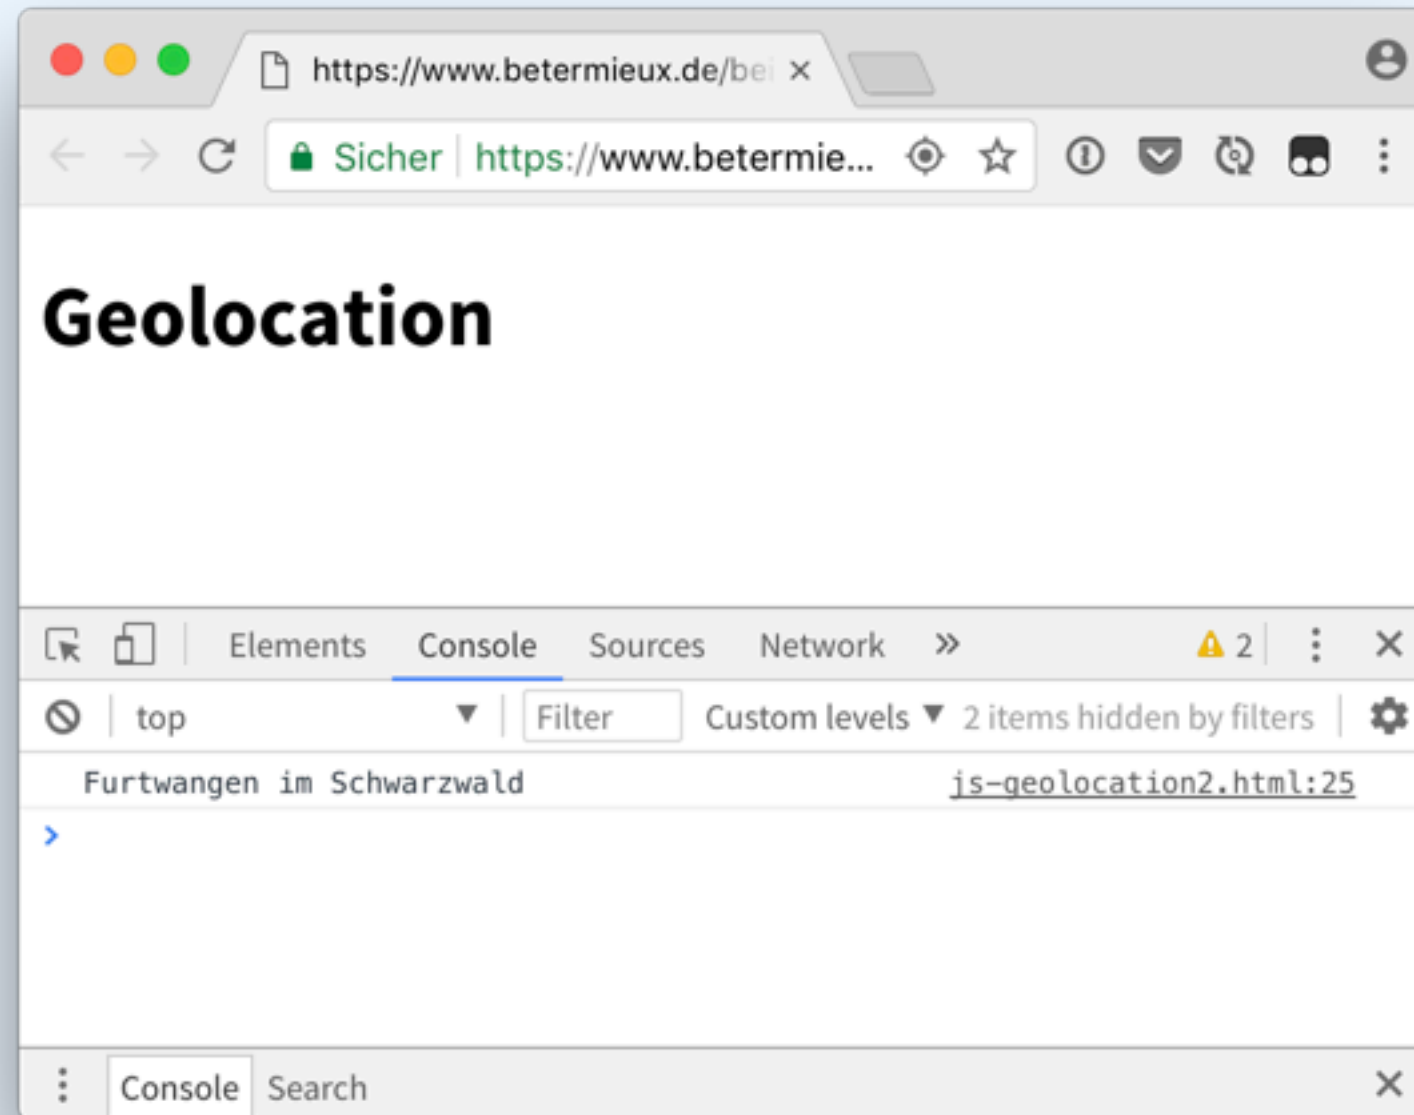 https://www.betermieux.de/bei
Sicher https://www.betermie...
Geolocation
Elements Console Sources Network » 2
top Filter Custom levels 2 items hidden by filters
Furtwangen im Schwarzwald js-geolocation2.html:25
Console Search